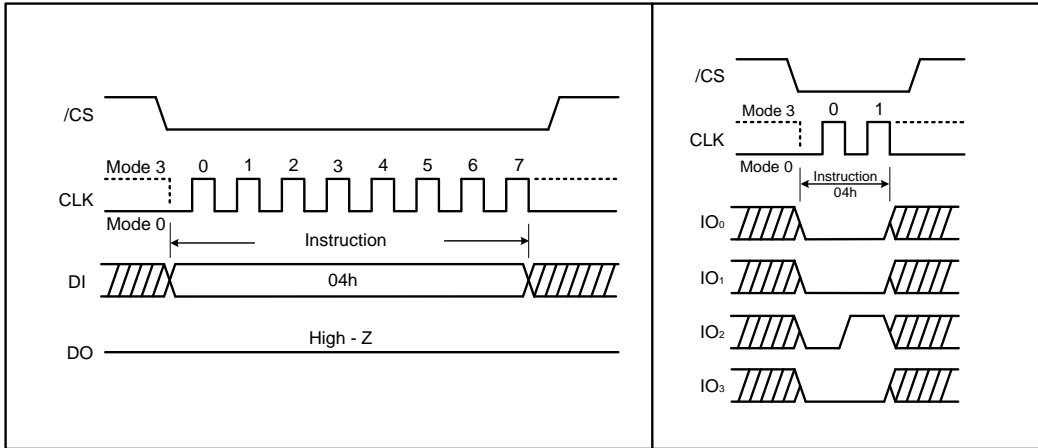 /CS
Mode 3
0 1 2 3 4 5 6 7
CLK
Mode 0
Instruction
DI
04h
High - Z
DO
/CS
Mode 3
0 1
CLK
Mode 0
Instruction
04h
IO₀
IO₁
IO₂
IO₃